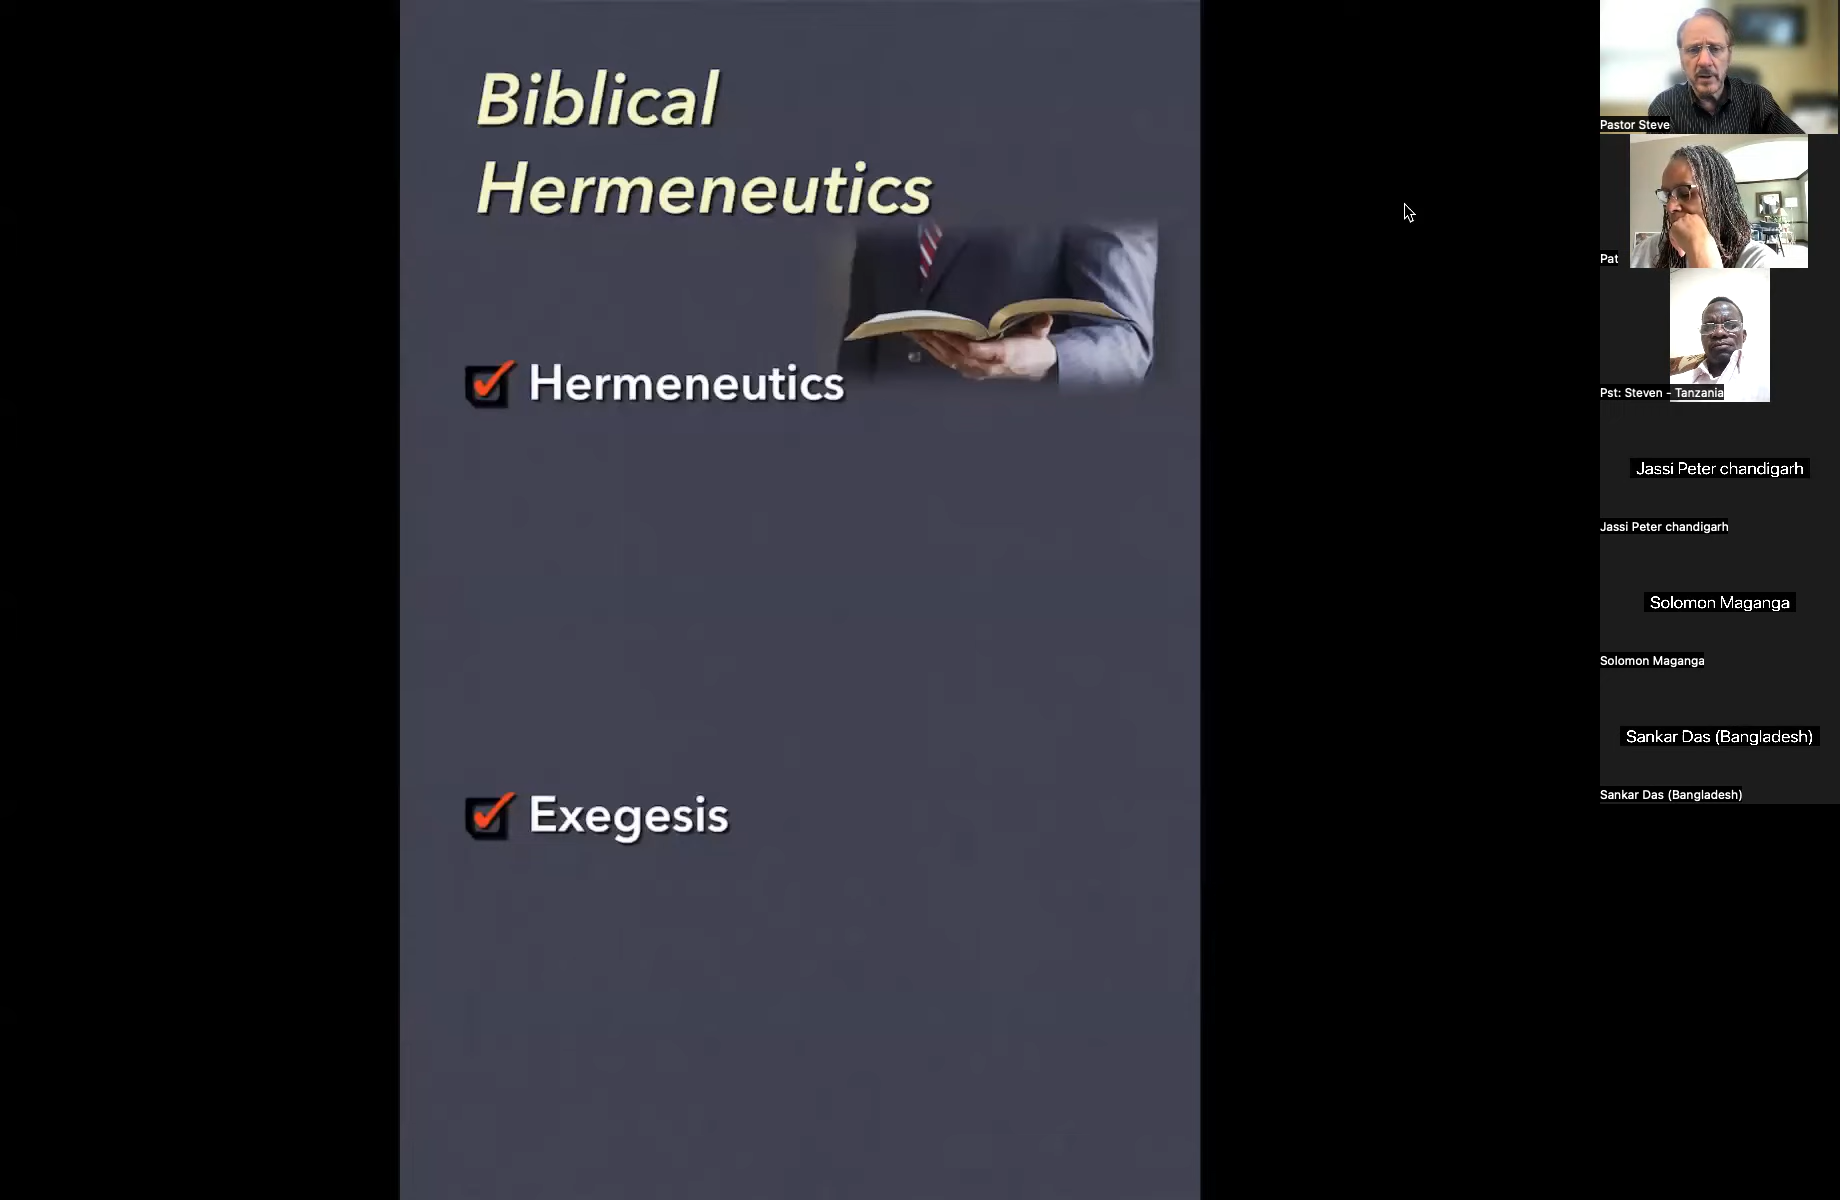 Biblical
Hermeneutics
Hermeneutics
Exegesis
Pastor Steve
Pat
Pst: Steven - Tanzania
Jassi Peter chandigarh
Jassi Peter chandigarh
Solomon Maganga
Solomon Maganga
Sankar Das (Bangladesh)
Sankar Das (Bangladesh)